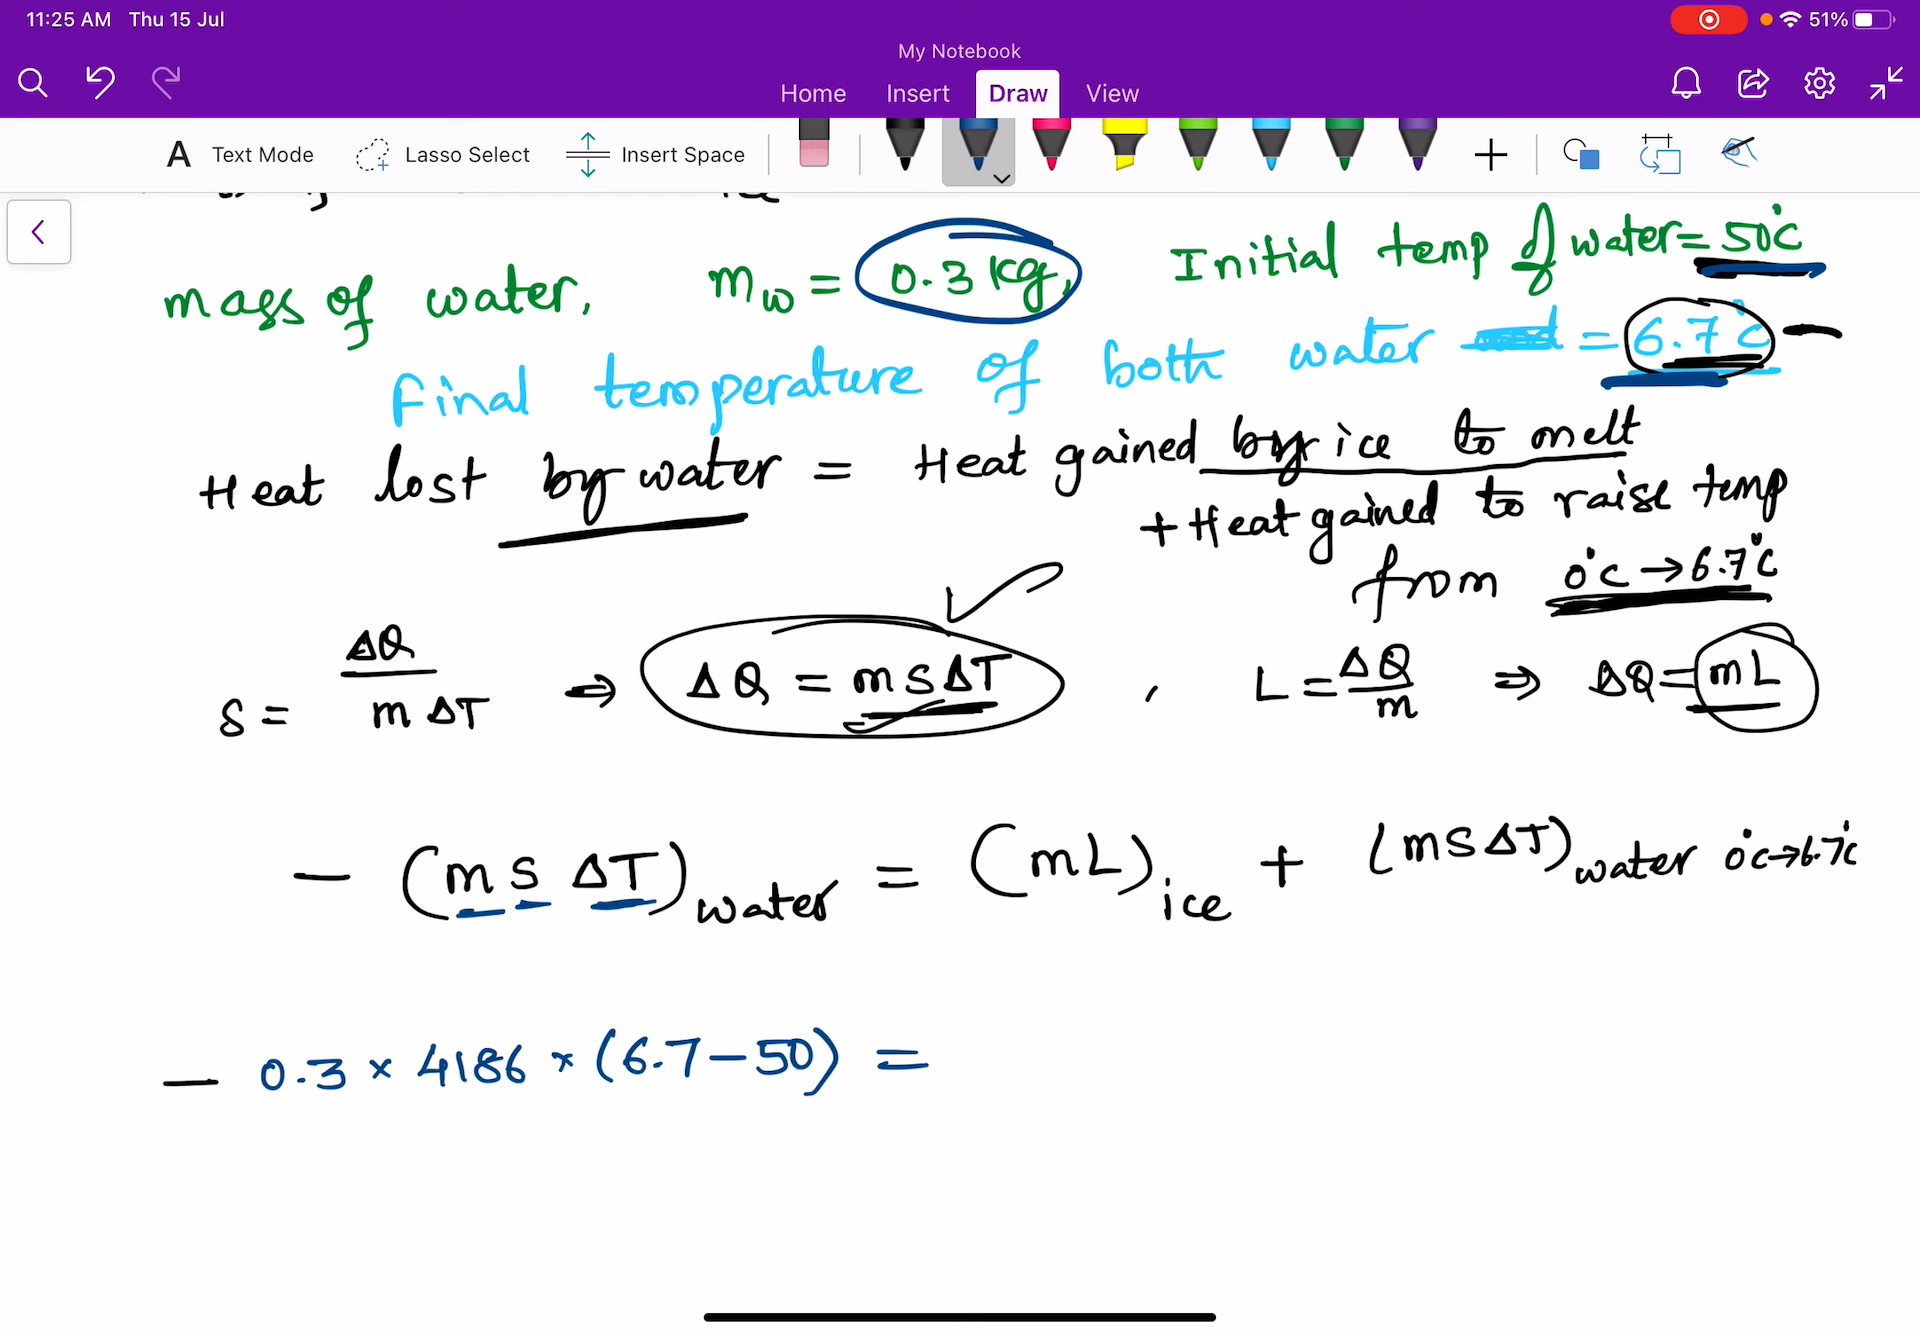 11:25 AM Thu 15 Jul 51%
My Notebook
Home Insert Draw View
A Text Mode Lasso Select Insert Space
mass of water, mw = 0.3 kg, Initial temp of water = 50°C
Final temperature of both water = 6.7°C
Heat lost by water = Heat gained by ice to melt
+ Heat gained to raise temp
from 0°C → 6.7°C
S = ΔQ / m ΔT ⇒ ΔQ = m S ΔT , L = ΔQ / m ⇒ ΔQ = mL
– (m S ΔT)water = (mL)ice + (m S ΔT)water 0°C→6.7°C
– 0.3 × 4186 × (6.7 – 50) =